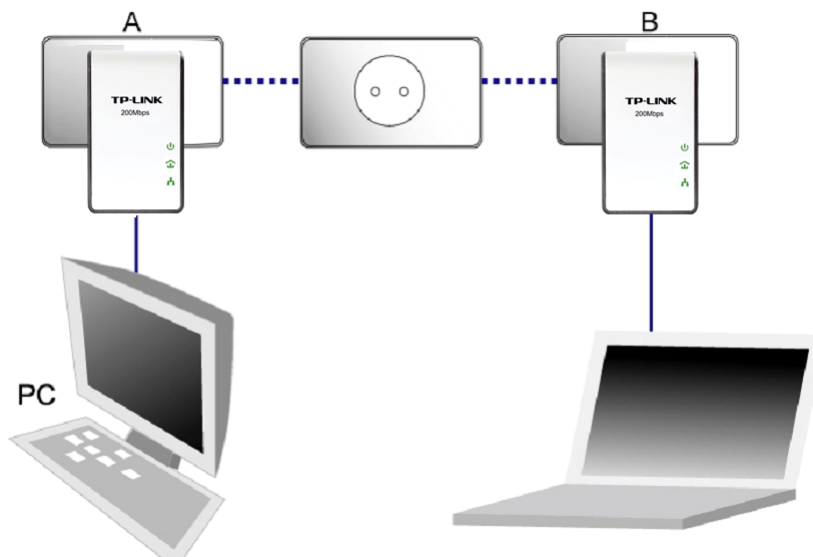 A
B
TP-LINK
200Mbps
TP-LINK
200Mbps
PC